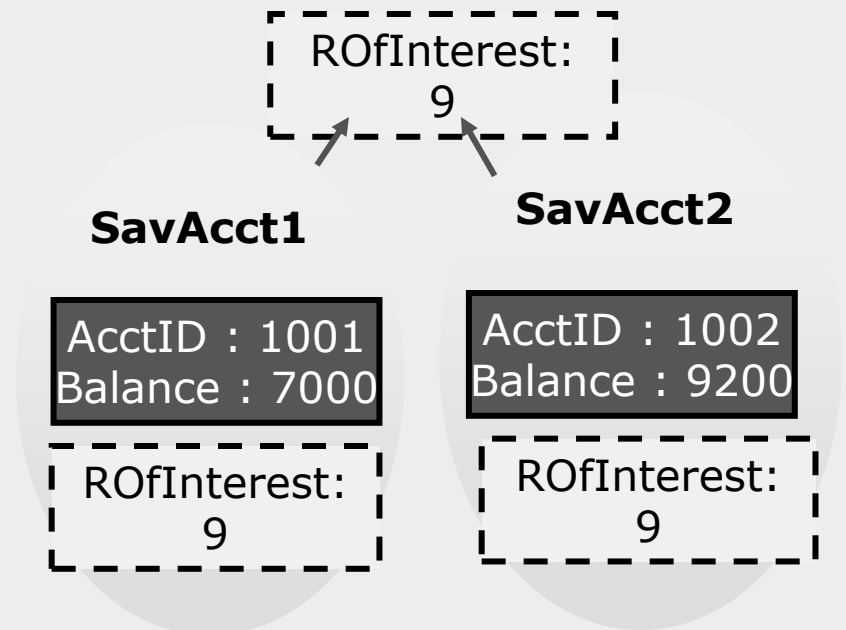 ROfInterest:
9
SavAcct1
SavAcct2
AcctID : 1001
Balance : 7000
AcctID : 1002
Balance : 9200
ROfInterest:
9
ROfInterest:
9